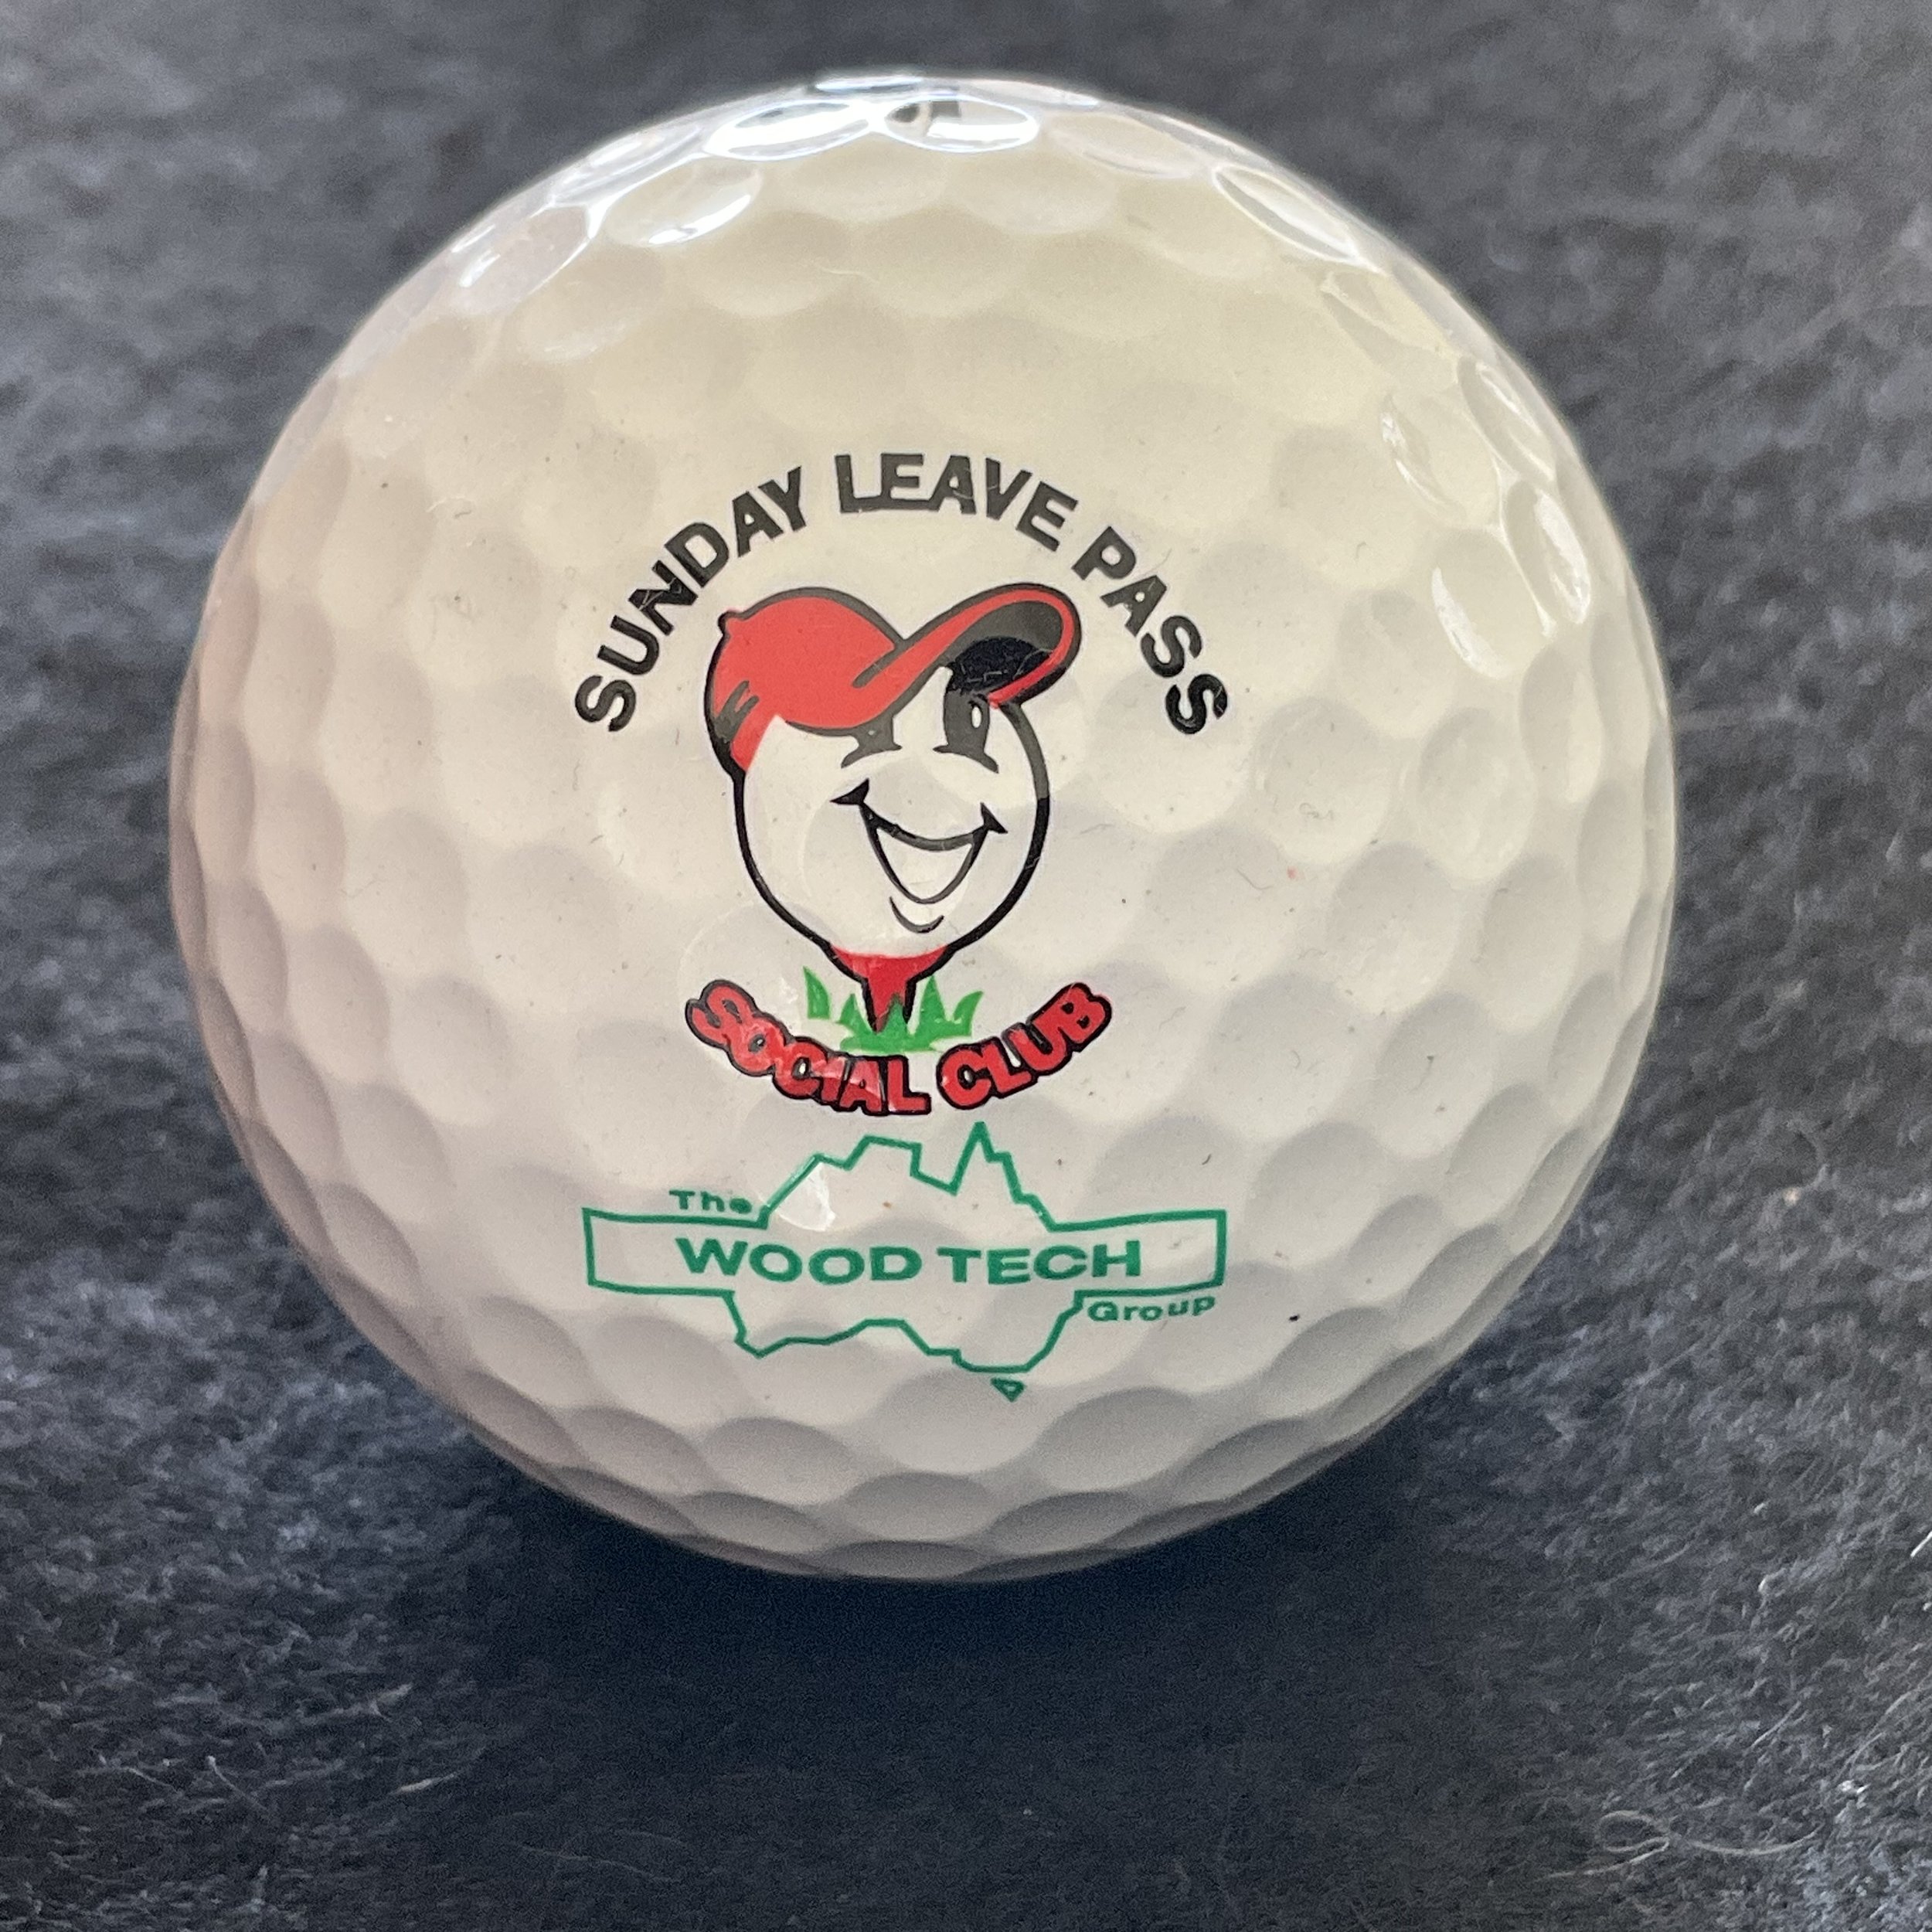 SUNDAY LEAVE PASS
SOCIAL CLUB
The
WOOD TECH
Group